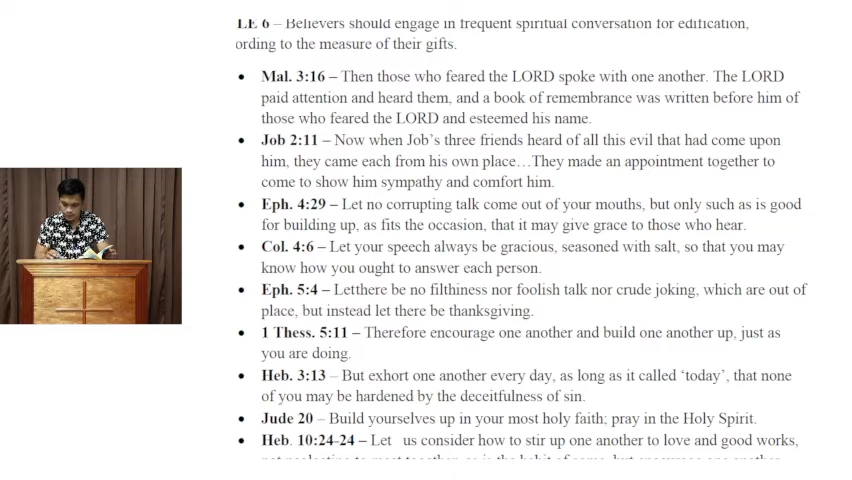 LE 6 – Believers should engage in frequent spiritual conversation for edification,
ording to the measure of their gifts.
• Mal. 3:16 – Then those who feared the LORD spoke with one another. The LORD
paid attention and heard them, and a book of remembrance was written before him of
those who feared the LORD and esteemed his name.
• Job 2:11 – Now when Job's three friends heard of all this evil that had come upon
him, they came each from his own place…They made an appointment together to
come to show him sympathy and comfort him.
• Eph. 4:29 – Let no corrupting talk come out of your mouths, but only such as is good
for building up, as fits the occasion, that it may give grace to those who hear.
• Col. 4:6 – Let your speech always be gracious, seasoned with salt, so that you may
know how you ought to answer each person.
• Eph. 5:4 – Letthere be no filthiness nor foolish talk nor crude joking, which are out of
place, but instead let there be thanksgiving.
• 1 Thess. 5:11 – Therefore encourage one another and build one another up, just as
you are doing.
• Heb. 3:13 – But exhort one another every day, as long as it called 'today', that none
of you may be hardened by the deceitfulness of sin.
• Jude 20 – Build yourselves up in your most holy faith; pray in the Holy Spirit.
• Heb. 10:24-24 – Let us consider how to stir up one another to love and good works,